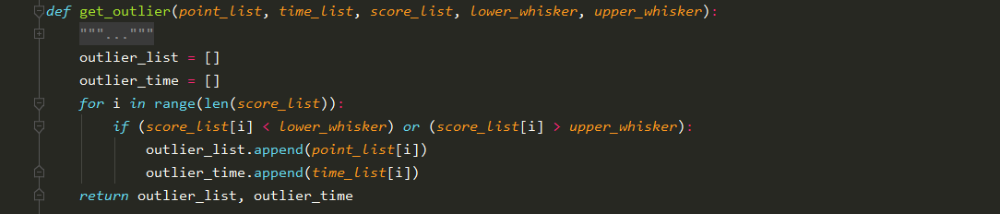 def get_outlier(point_list, time_list, score_list, lower_whisker, upper_whisker):
    """..."""
    outlier_list = []
    outlier_time = []
    for i in range(len(score_list)):
        if (score_list[i] < lower_whisker) or (score_list[i] > upper_whisker):
            outlier_list.append(point_list[i])
            outlier_time.append(time_list[i])
    return outlier_list, outlier_time